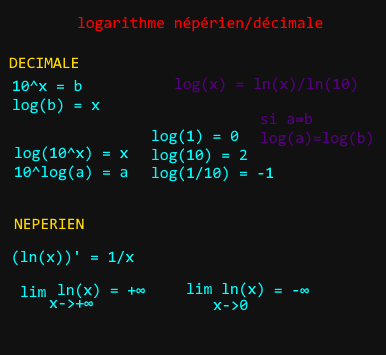 logarithme népérien/décimale
DECIMALE
10^x = b
log(b) = x
log(x) = ln(x)/ln(10)
si a=b
log(a)=log(b)
log(10^x) = x
10^log(a) = a
log(1) = 0
log(10) = 2
log(1/10) = -1
NEPERIEN
(ln(x))' = 1/x
lim ln(x) = +∞
x->+∞
lim ln(x) = -∞
x->0